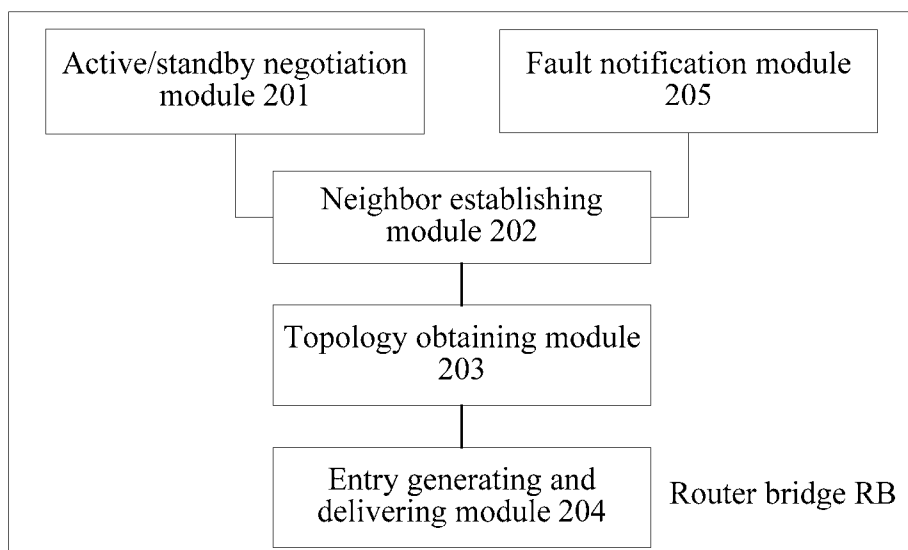 Active/standby negotiation
module 201
Fault notification module
205
Neighbor establishing
module 202
Topology obtaining module
203
Entry generating and
delivering module 204
Router bridge RB